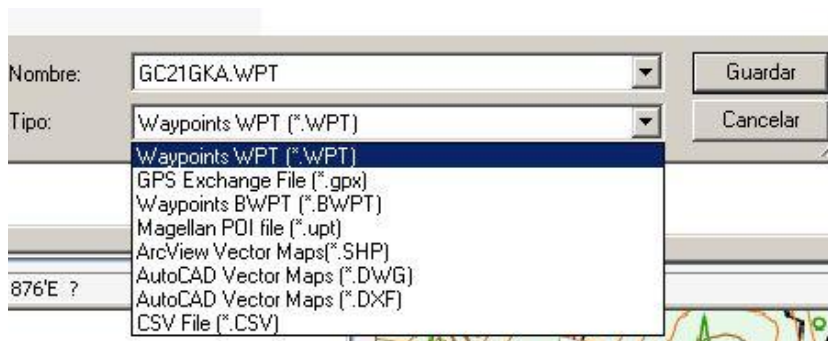 Nombre: GC21GKA.WPT Guardar
Tipo: Waypoints WPT (*.WPT) Cancelar
Waypoints WPT (*.WPT)
GPS Exchange File (*.gpx)
Waypoints BWPT (*.BWPT)
Magellan POI file (*.upt)
ArcView Vector Maps(*.SHP)
AutoCAD Vector Maps (*.DWG)
876'E ?
AutoCAD Vector Maps (*.DXF)
CSV File (*.CSV)